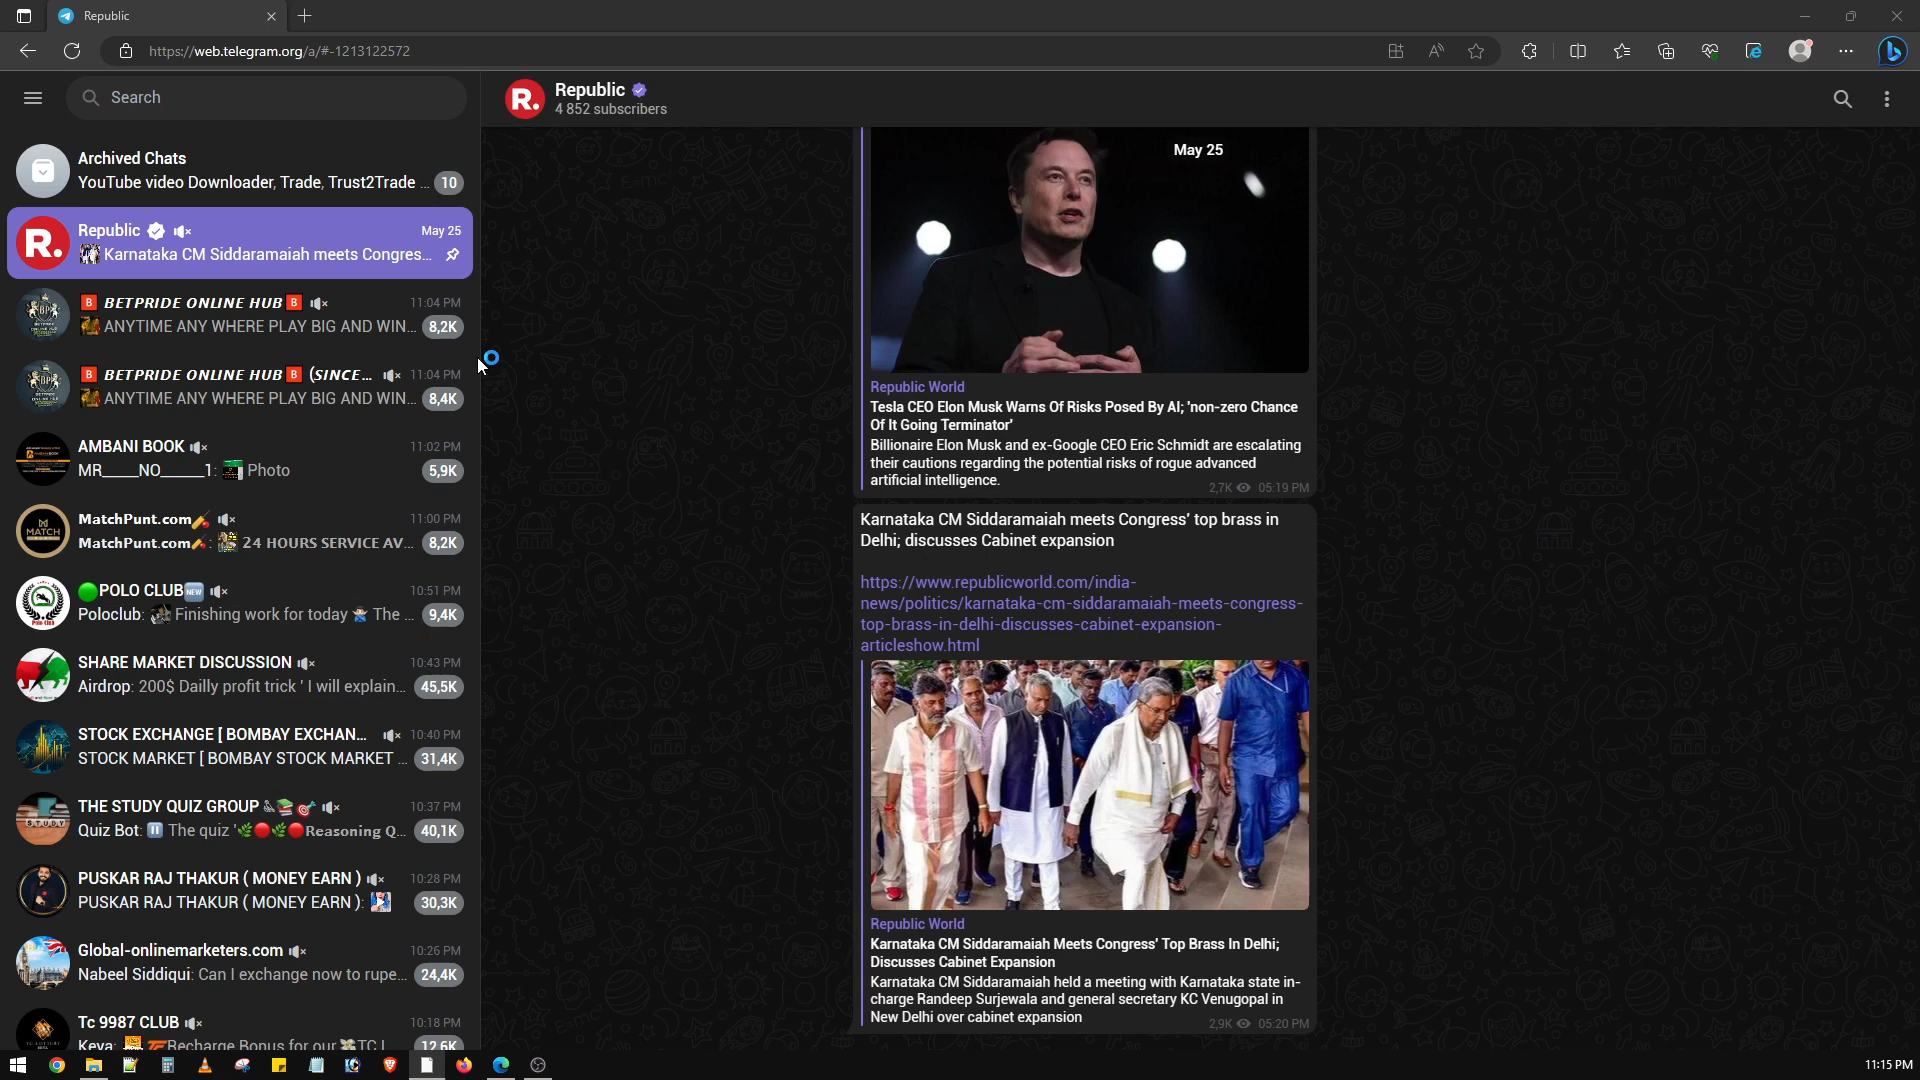 Republic
https://web.telegram.org/a/#-1213122572
Search
Archived Chats
YouTube video Downloader, Trade, Trust2Trade ... 10
R. Republic May 25
Karnataka CM Siddaramaiah meets Congres...
B BETPRIDE ONLINE HUB B 11:04 PM
ANYTIME ANY WHERE PLAY BIG AND WIN... 8,2K
B BETPRIDE ONLINE HUB B (SINCE... 11:04 PM
ANYTIME ANY WHERE PLAY BIG AND WIN... 8,4K
AMBANI BOOK 11:02 PM
MR____NO____1: Photo 5,9K
MatchPunt.com 11:00 PM
MatchPunt.com: 24 HOURS SERVICE AV... 8,2K
POLO CLUB NEW 10:51 PM
Poloclub: Finishing work for today The ... 9,4K
SHARE MARKET DISCUSSION 10:43 PM
Airdrop: 200$ Dailly profit trick ' I will explain... 45,5K
STOCK EXCHANGE [ BOMBAY EXCHAN... 10:40 PM
STOCK MARKET [ BOMBAY STOCK MARKET ... 31,4K
THE STUDY QUIZ GROUP 10:37 PM
Quiz Bot: The quiz 'Reasoning Q... 40,1K
PUSKAR RAJ THAKUR ( MONEY EARN ) 10:28 PM
PUSKAR RAJ THAKUR ( MONEY EARN ): 30,3K
Global-onlinemarketers.com 10:26 PM
Nabeel Siddiqui: Can I exchange now to rupe... 24,4K
Tc 9987 CLUB 10:18 PM
Keya: Recharge Bonus for our TC 12,6K
R. Republic
4 852 subscribers
May 25
Republic World
Tesla CEO Elon Musk Warns Of Risks Posed By AI; 'non-zero Chance
Of It Going Terminator'
Billionaire Elon Musk and ex-Google CEO Eric Schmidt are escalating
their cautions regarding the potential risks of rogue advanced
artificial intelligence.
2,7K 05:19 PM
Karnataka CM Siddaramaiah meets Congress' top brass in
Delhi; discusses Cabinet expansion
https://www.republicworld.com/india-
news/politics/karnataka-cm-siddaramaiah-meets-congress-
top-brass-in-delhi-discusses-cabinet-expansion-
articleshow.html
Republic World
Karnataka CM Siddaramaiah Meets Congress' Top Brass In Delhi;
Discusses Cabinet Expansion
Karnataka CM Siddaramaiah held a meeting with Karnataka state in-
charge Randeep Surjewala and general secretary KC Venugopal in
New Delhi over cabinet expansion
2,9K 05:20 PM
11:15 PM